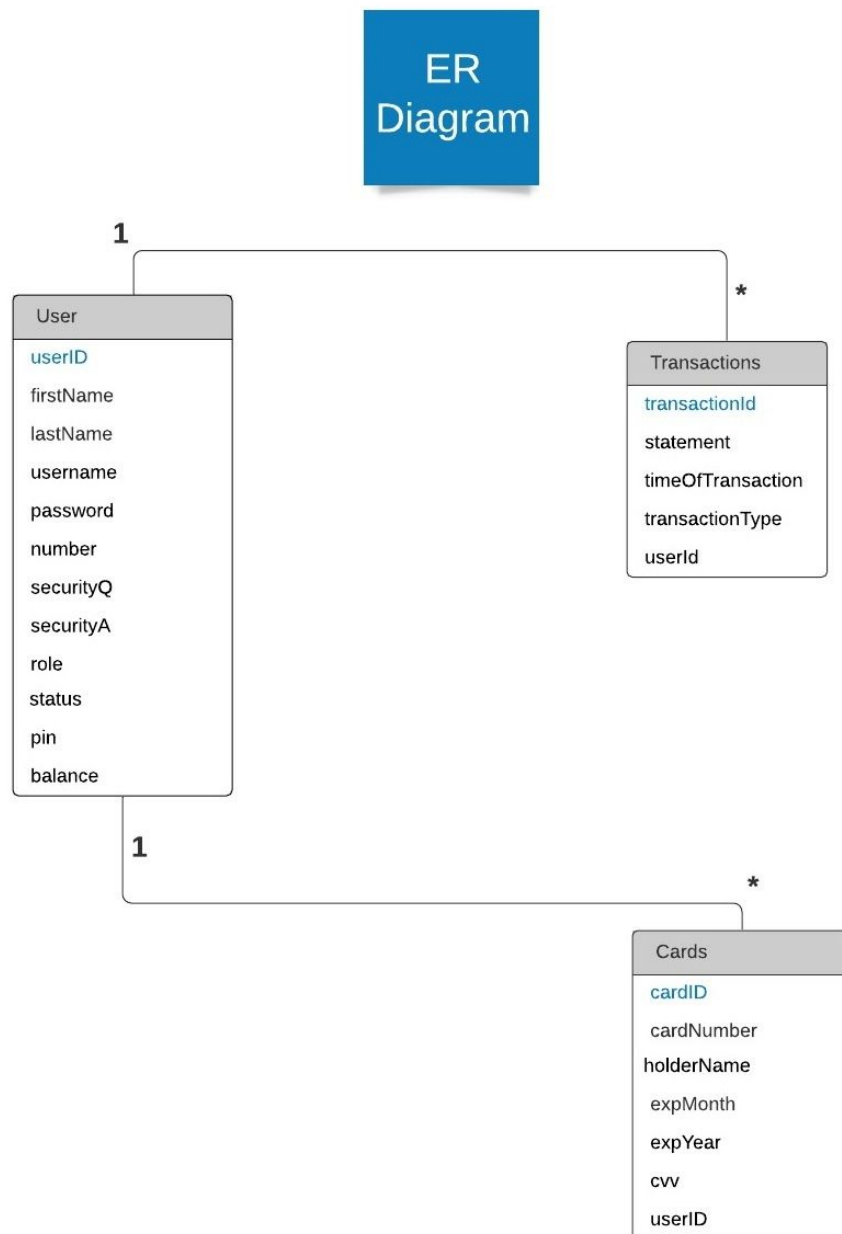 ER
Diagram
1
*
User
userID
firstName
lastName
username
password
number
securityQ
securityA
role
status
pin
balance
Transactions
transactionId
statement
timeOfTransaction
transactionType
userId
1
*
Cards
cardID
cardNumber
holderName
expMonth
expYear
cvv
userID